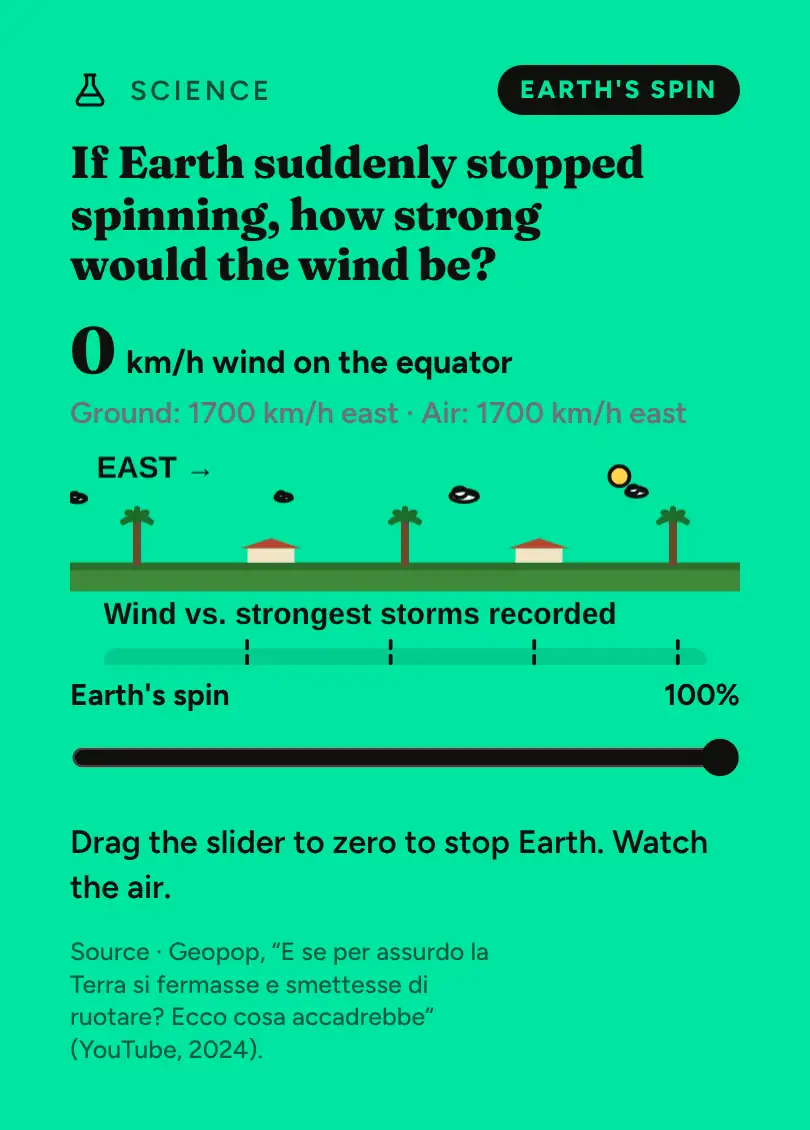 SCIENCE
EARTH'S SPIN
If Earth suddenly stopped
spinning, how strong
would the wind be?
0 km/h wind on the equator
Ground: 1700 km/h east · Air: 1700 km/h east
EAST →
Wind vs. strongest storms recorded
Earth's spin
100%
Drag the slider to zero to stop Earth. Watch
the air.
Source · Geopop, “E se per assurdo la
Terra si fermasse e smettesse di
ruotare? Ecco cosa accadrebbe”
(YouTube, 2024).